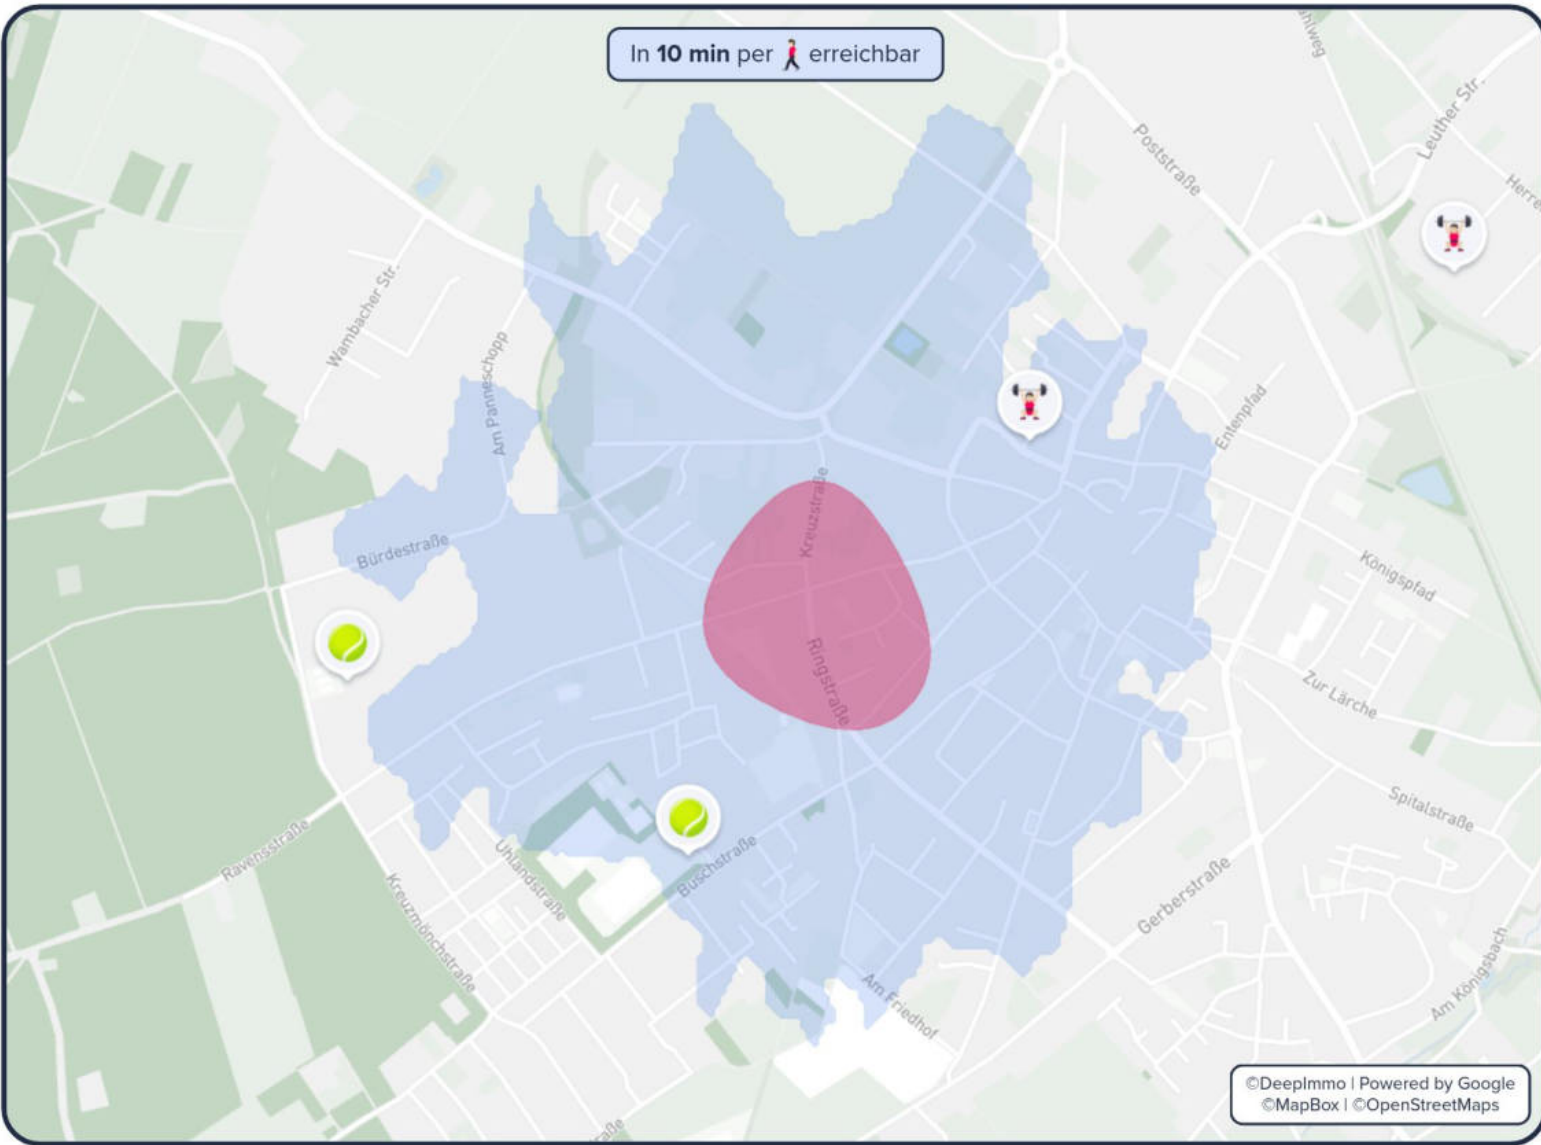 In 10 min per erreichbar
Poststraße
Leuther Str.
Wambacher Str.
Am Panneschopp
Entenpfad
Kreuzstraße
Bürdestraße
Königspfad
Ringstraße
Zur Lärche
Spitalstraße
Ravensstraße
Uhlandstraße
Buschstraße
Gerberstraße
Kreuzmönchstraße
Am Friedhof
Am Königsbach
©DeepImmo | Powered by Google
©MapBox | ©OpenStreetMaps